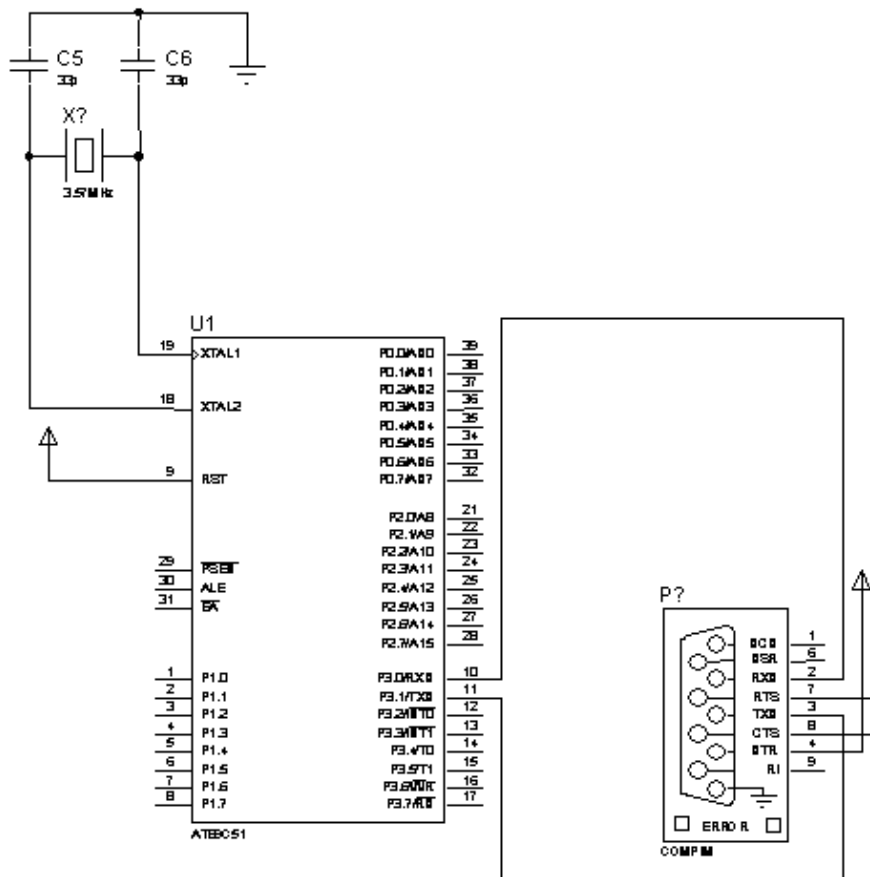 C5
33p
C6
33p
X?
3.57MHz
U1
19
XTAL1
18
XTAL2
9
RST
29
PSEN
30
ALE
31
EA
1
P1.0
2
P1.1
3
P1.2
4
P1.3
5
P1.4
6
P1.5
7
P1.6
8
P1.7
P0.0/AD0
39
P0.1/AD1
38
P0.2/AD2
37
P0.3/AD3
36
P0.4/AD4
35
P0.5/AD5
34
P0.6/AD6
33
P0.7/AD7
32
P2.0/A8
21
P2.1/A9
22
P2.2/A10
23
P2.3/A11
24
P2.4/A12
25
P2.5/A13
26
P2.6/A14
27
P2.7/A15
28
P3.0/RXD
10
P3.1/TXD
11
P3.2/INT0
12
P3.3/INT1
13
P3.4/T0
14
P3.5/T1
15
P3.6/WR
16
P3.7/RD
17
AT89C51
P?
DCD
1
DSR
6
RXD
2
RTS
7
TXD
3
CTS
8
DTR
4
RI
9
ERROR
COMPIM